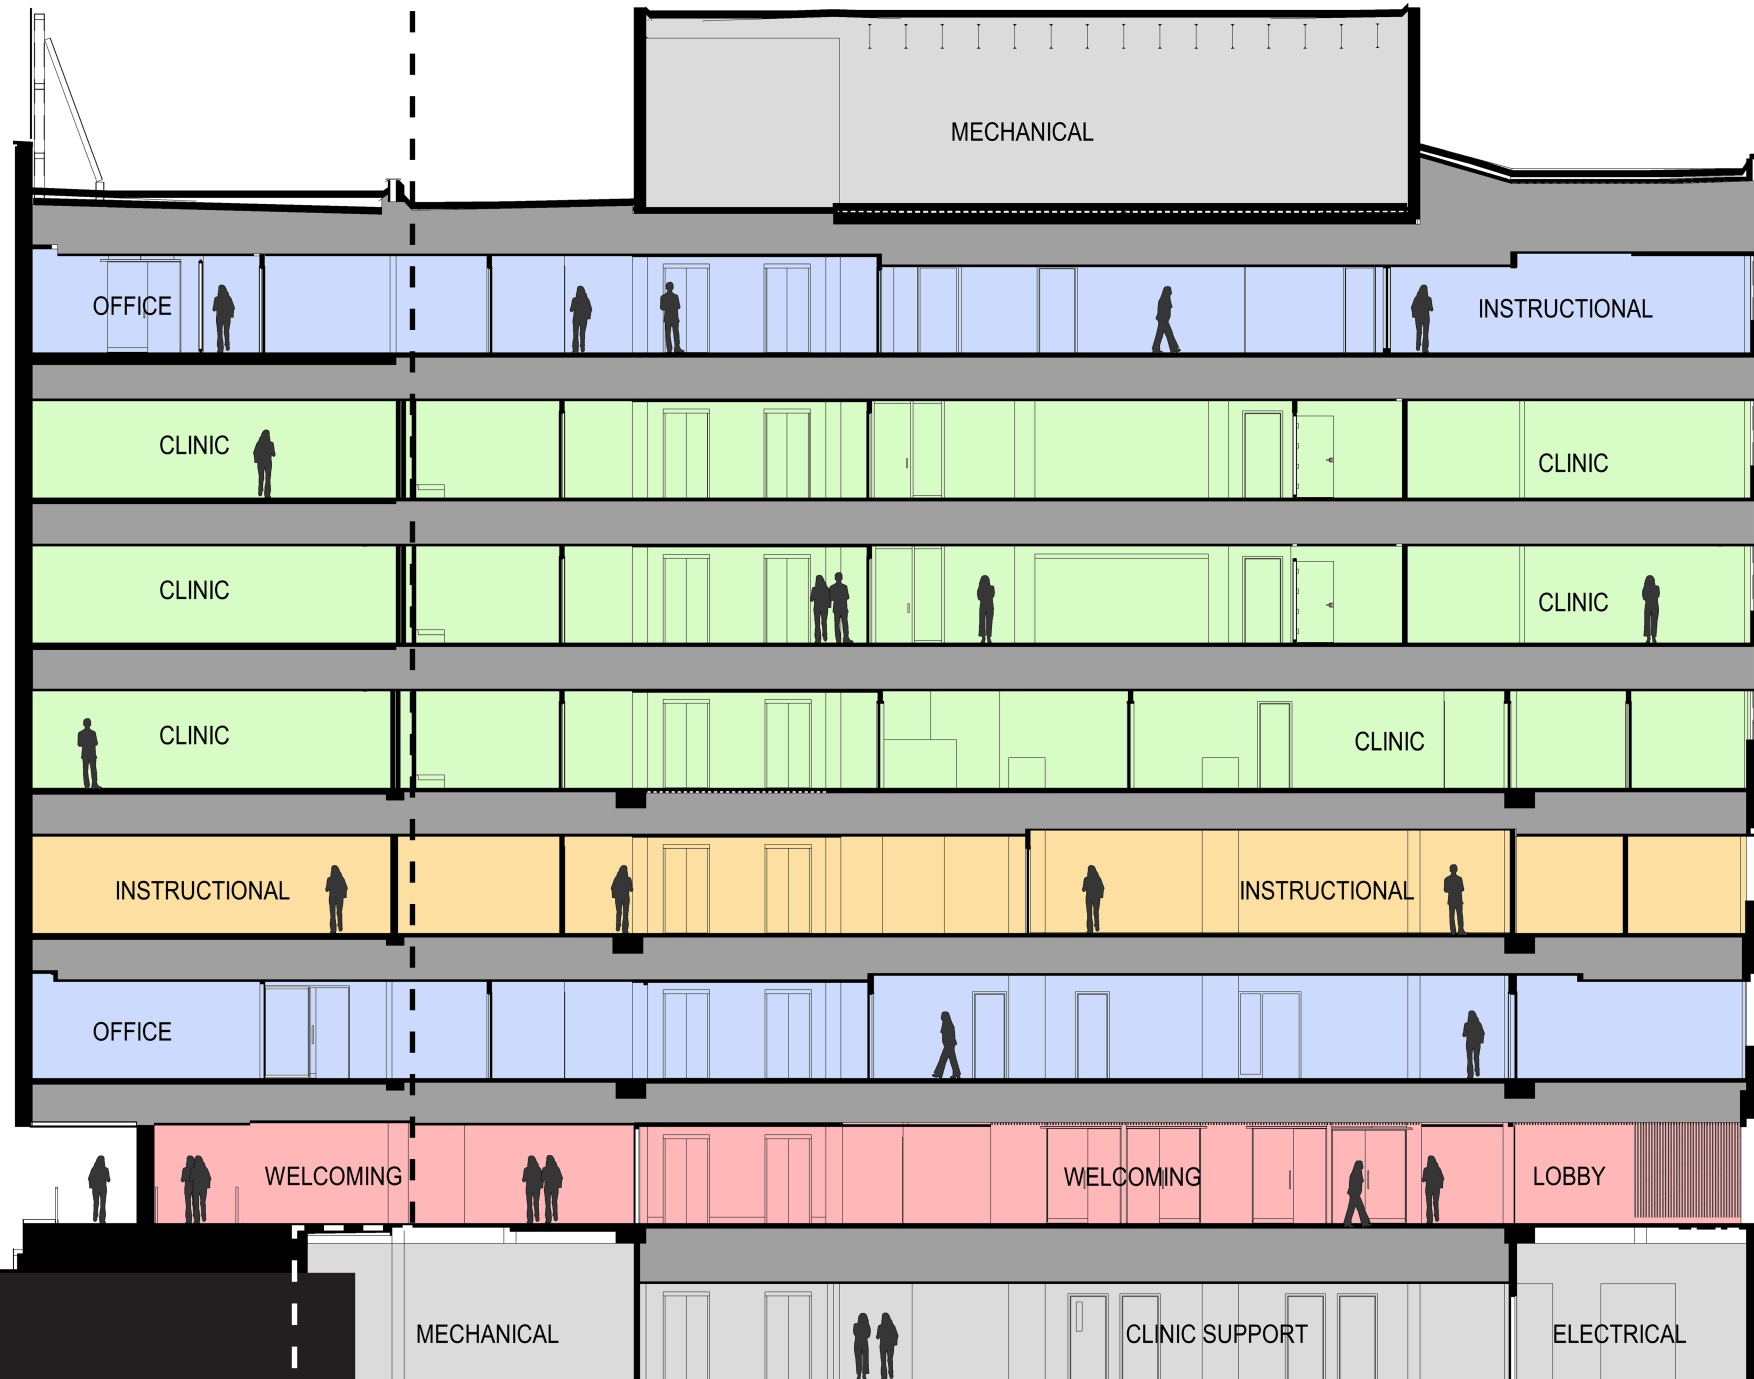 MECHANICAL
OFFICE
INSTRUCTIONAL
CLINIC
CLINIC
CLINIC
CLINIC
CLINIC
CLINIC
INSTRUCTIONAL
INSTRUCTIONAL
OFFICE
WELCOMING
WELCOMING
LOBBY
MECHANICAL
CLINIC SUPPORT
ELECTRICAL